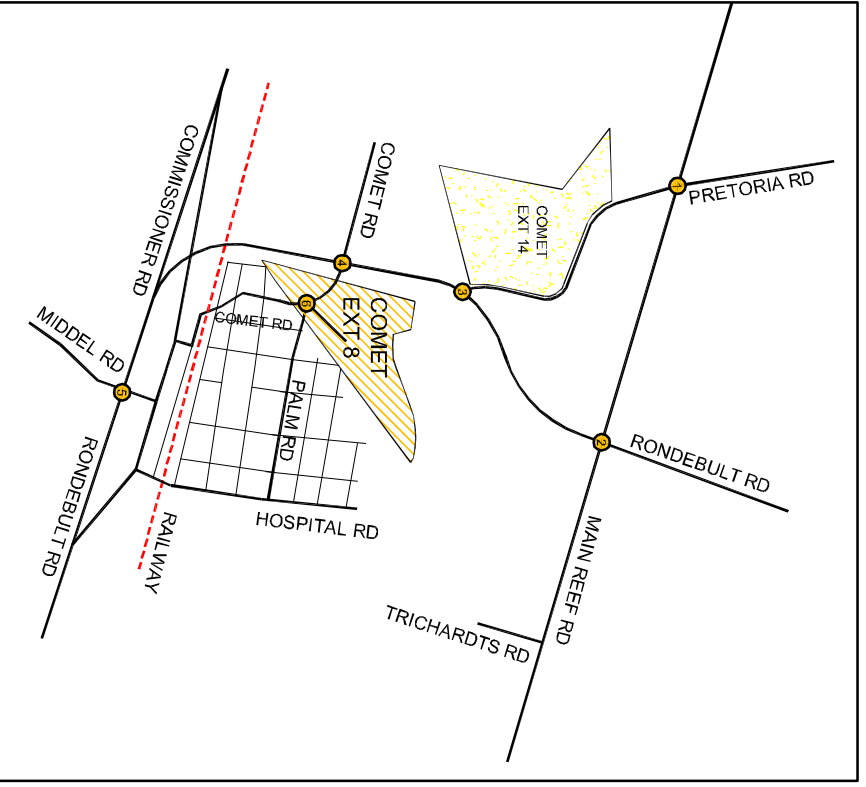 1
PRETORIA RD
COMMISSIONER RD
COMET RD
COMET
EXT 14
4
3
6
COMET
EXT 8
COMET RD
MIDDEL RD
5
PALM RD
2
RONDEBULT RD
RONDEBULT RD
RAILWAY
HOSPITAL RD
MAIN REEF RD
TRICHARDTS RD